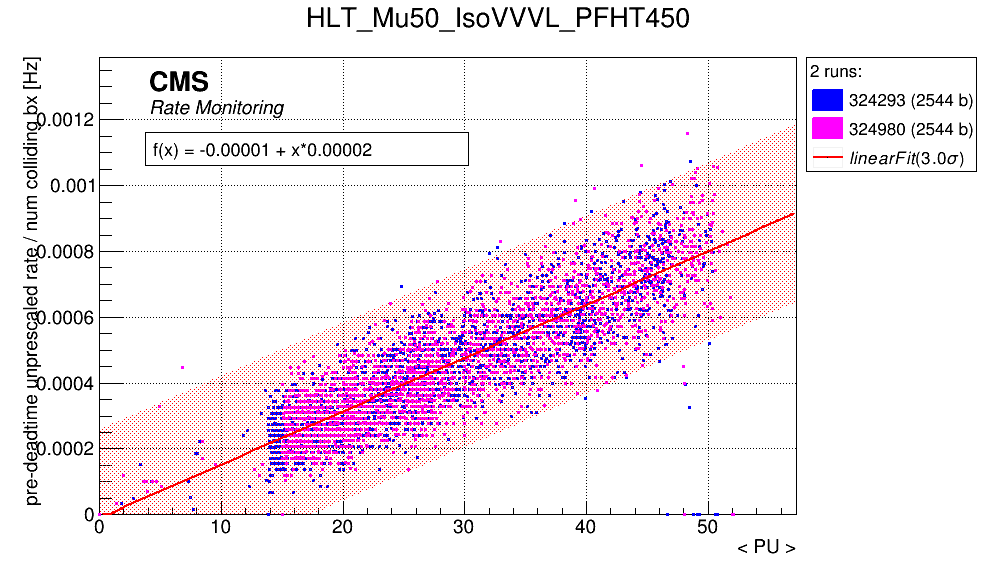 HLT_Mu50_IsoVVVL_PFHT450
pre-deadtime unprescaled rate / num colliding bx [Hz]
CMS
Rate Monitoring
f(x) = -0.00001 + x*0.00002
0.0012
0.001
0.0008
0.0006
0.0004
0.0002
0
0 10 20 30 40 50
< PU >
2 runs:
324293 (2544 b)
324980 (2544 b)
linearFit(3.0σ)